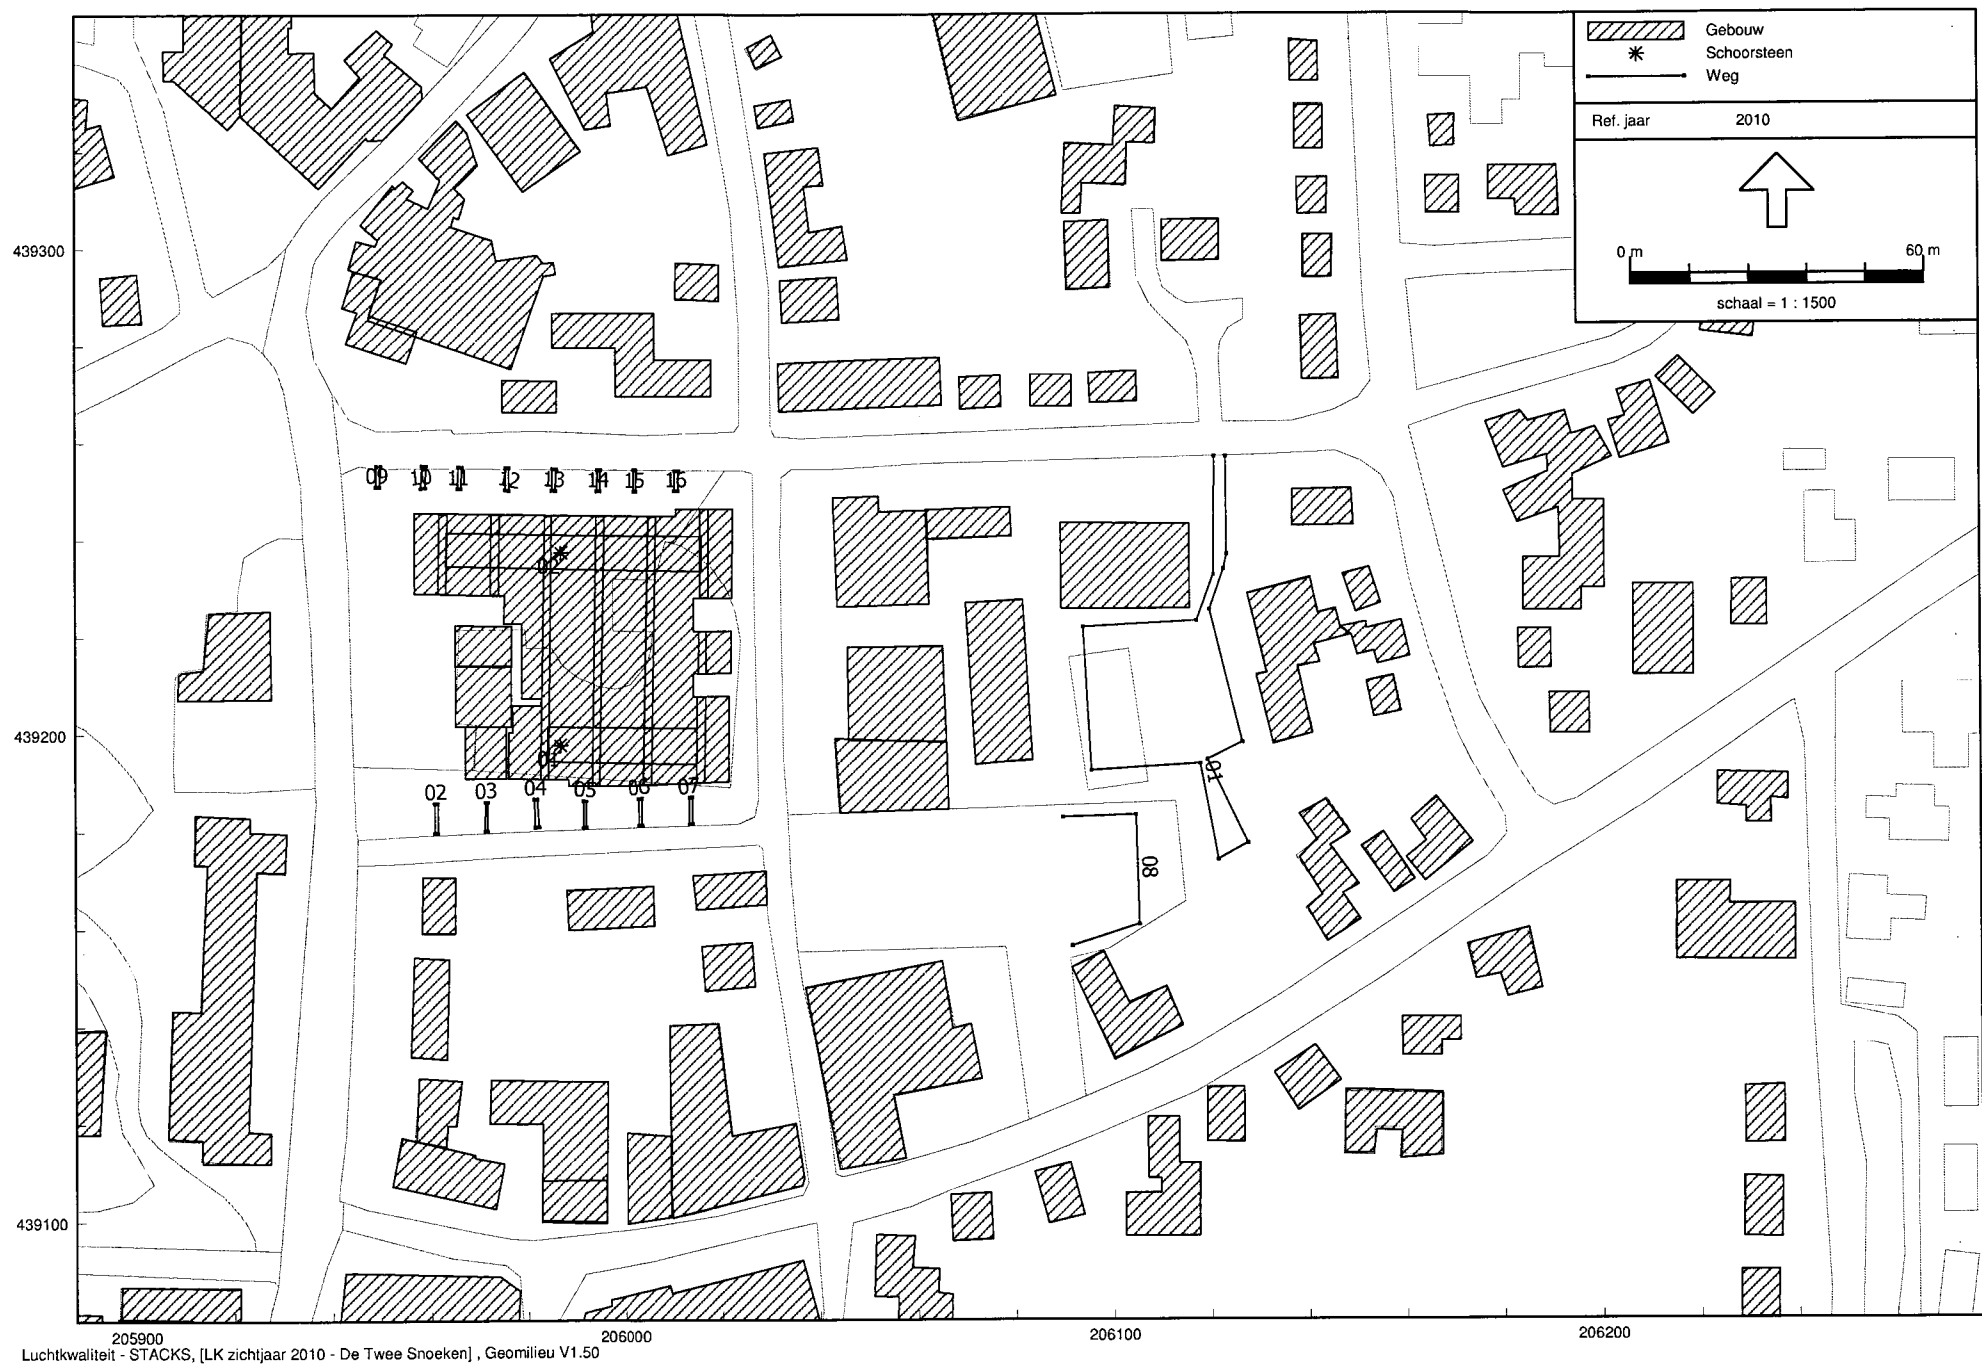 Gebouw
Schoorsteen
Weg
Ref. jaar 2010
0 m 60 m
schaal = 1 : 1500
439300
09 10 11 12 13 14 15 16
02
439200
01
01
02 03 04 05 06 07
08
439100
205900 206000 206100 206200
Luchtkwaliteit - STACKS, [LK zichtjaar 2010 - De Twee Snoeken] , Geomilieu V1.50